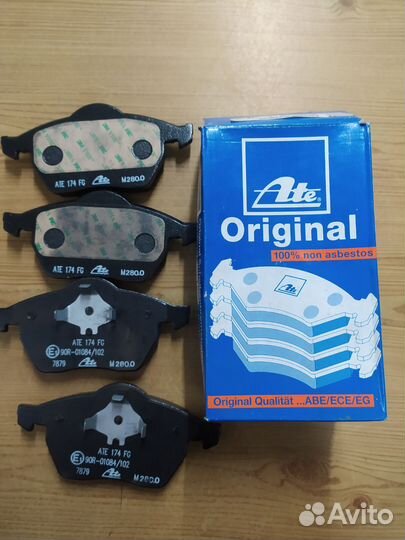 ATE 174 FG Ate M280.0
ATE 174 FG Ate M280.0
ATE 174 FG
E1 90R-01084/102
7879 M280.0
ATE 174 FG
E1 90R-01084/102
7879 M280.0
Ate®
Original
100% non asbestos
Ate
Original Qualität ...ABE/ECE/EG
Avito